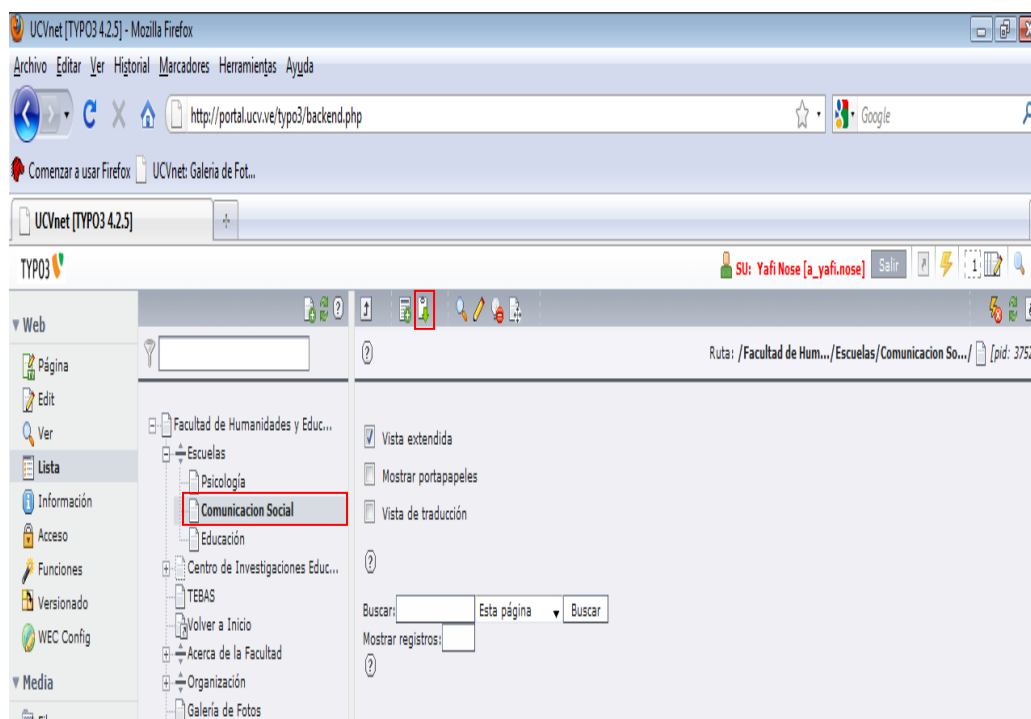 UCVnet [TYPO3 4.2.5] - Mozilla Firefox
Archivo Editar Ver Historial Marcadores Herramientas Ayuda
http://portal.ucv.ve/typo3/backend.php
Google
Comenzar a usar Firefox UCVnet: Galeria de Fot...
UCVnet [TYPO3 4.2.5]
TYPO3 SU: Yafi Nose [a_yafi.nose] Salir 1
Web
Página
Edit
Ver
Lista
Información
Acceso
Funciones
Versionado
WEC Config
Media
Facultad de Humanidades y Educ...
Escuelas
Psicología
Comunicacion Social
Educación
Centro de Investigaciones Educ...
TEBAS
Volver a Inicio
Acerca de la Facultad
Organización
Galería de Fotos
Ruta: /Facultad de Hum.../Escuelas/Comunicacion So.../ [pid: 3752
Vista extendida
Mostrar portapapeles
Vista de traducción
Buscar: Esta página Buscar
Mostrar registros: